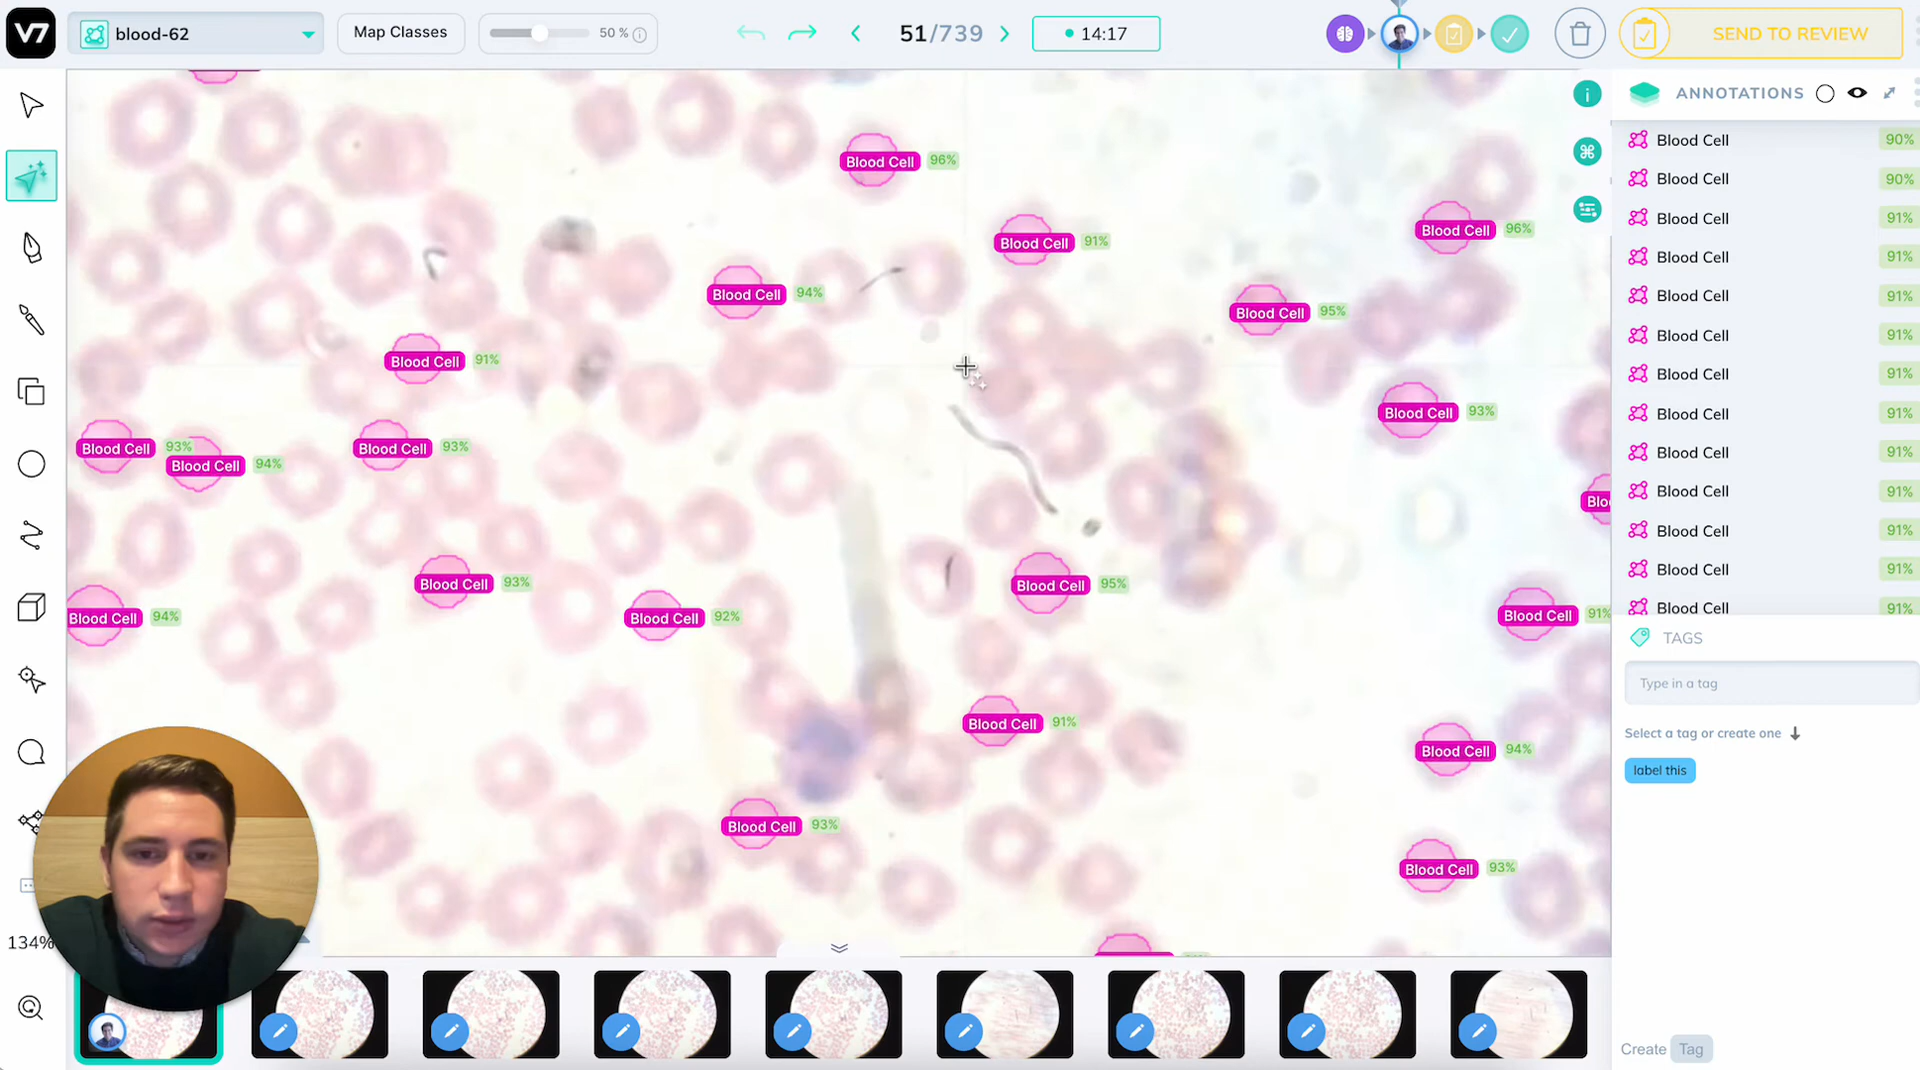 V7
blood-62
Map Classes
50 %
51/739
14:17
SEND TO REVIEW
ANNOTATIONS
Blood Cell 90%
Blood Cell 90%
Blood Cell 91%
Blood Cell 91%
Blood Cell 91%
Blood Cell 91%
Blood Cell 91%
Blood Cell 91%
Blood Cell 91%
Blood Cell 91%
Blood Cell 91%
Blood Cell 91%
Blood Cell 91%
TAGS
Type in a tag
Select a tag or create one
label this
Create Tag
Blood Cell 96%
Blood Cell 96%
Blood Cell 91%
Blood Cell 94%
Blood Cell 95%
Blood Cell 91%
Blood Cell 93%
Blood Cell 93%
Blood Cell 94%
Blood Cell 93%
Blo
Blood Cell 93%
Blood Cell 95%
Blood Cell 94%
Blood Cell 92%
Blood Cell 91%
Blood Cell 91%
Blood Cell 94%
Blood Cell 93%
Blood Cell 93%
134%